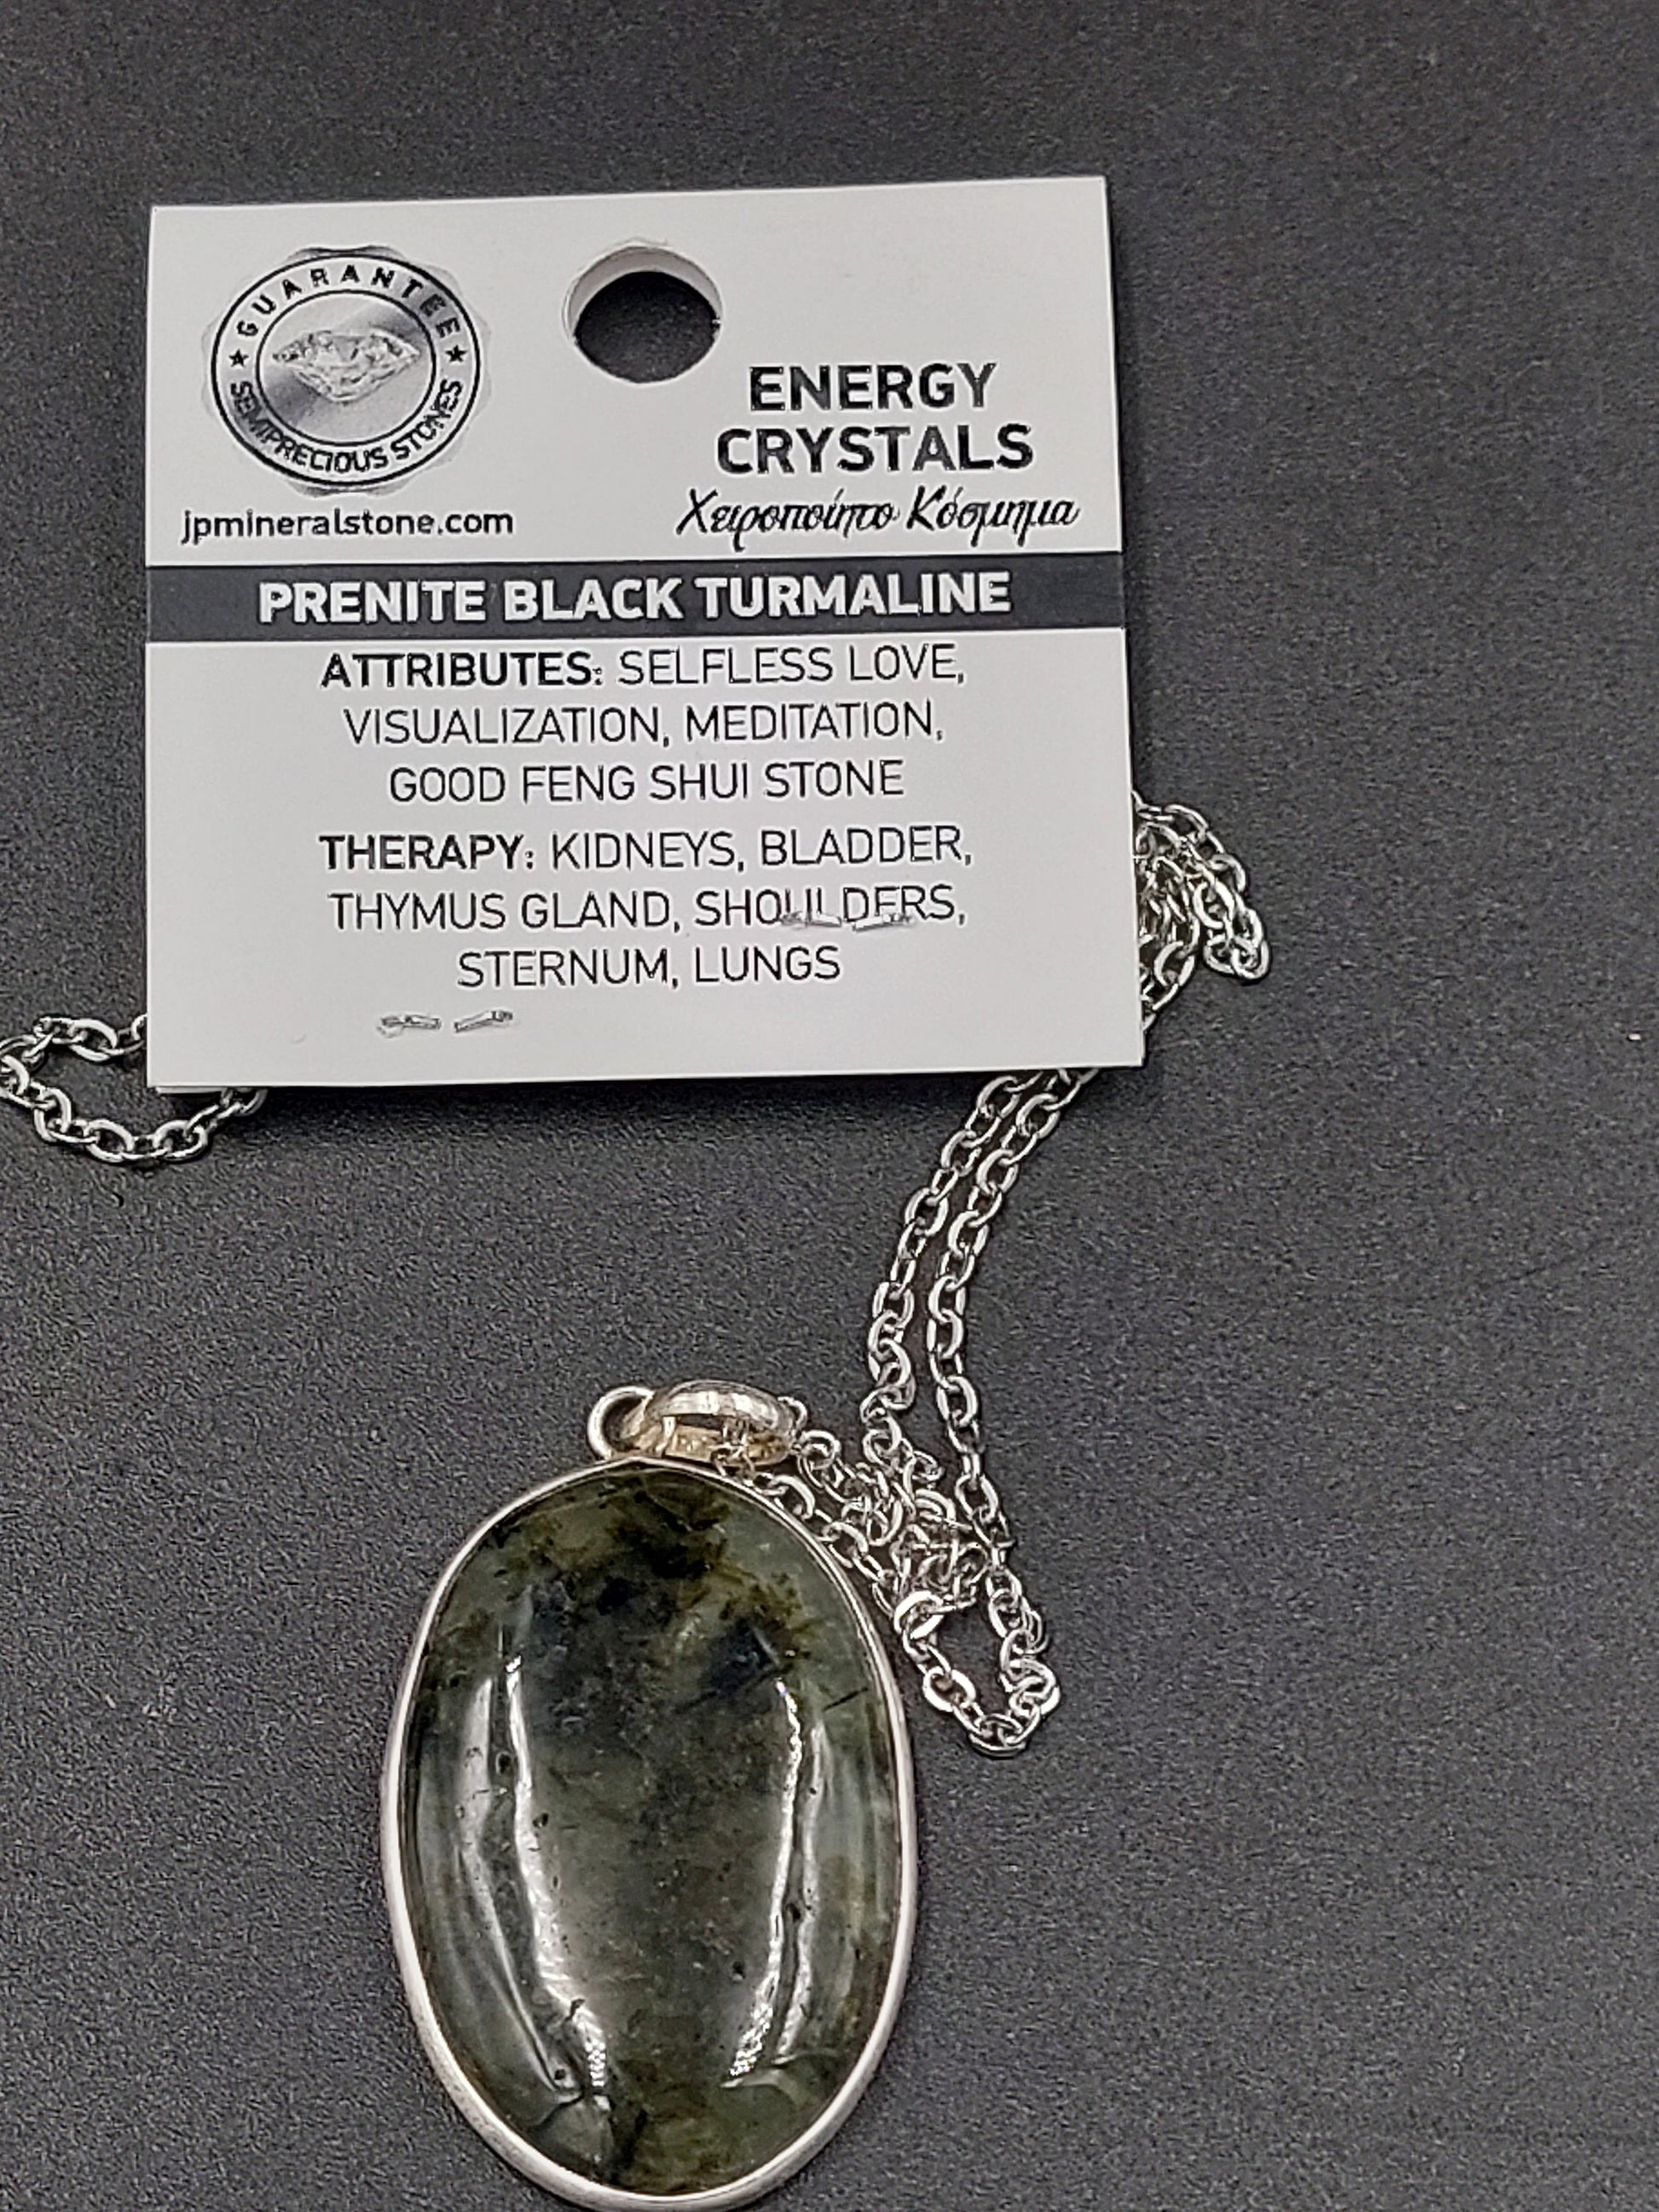 GUARANTEE
SEMIPRECIOUS STONES
jpmineralstone.com
ENERGY
CRYSTALS
Χειροποίητο Κόσμημα
PRENITE BLACK TURMALINE
ATTRIBUTES: SELFLESS LOVE,
VISUALIZATION, MEDITATION,
GOOD FENG SHUI STONE
THERAPY: KIDNEYS, BLADDER,
THYMUS GLAND, SHOULDERS,
STERNUM, LUNGS